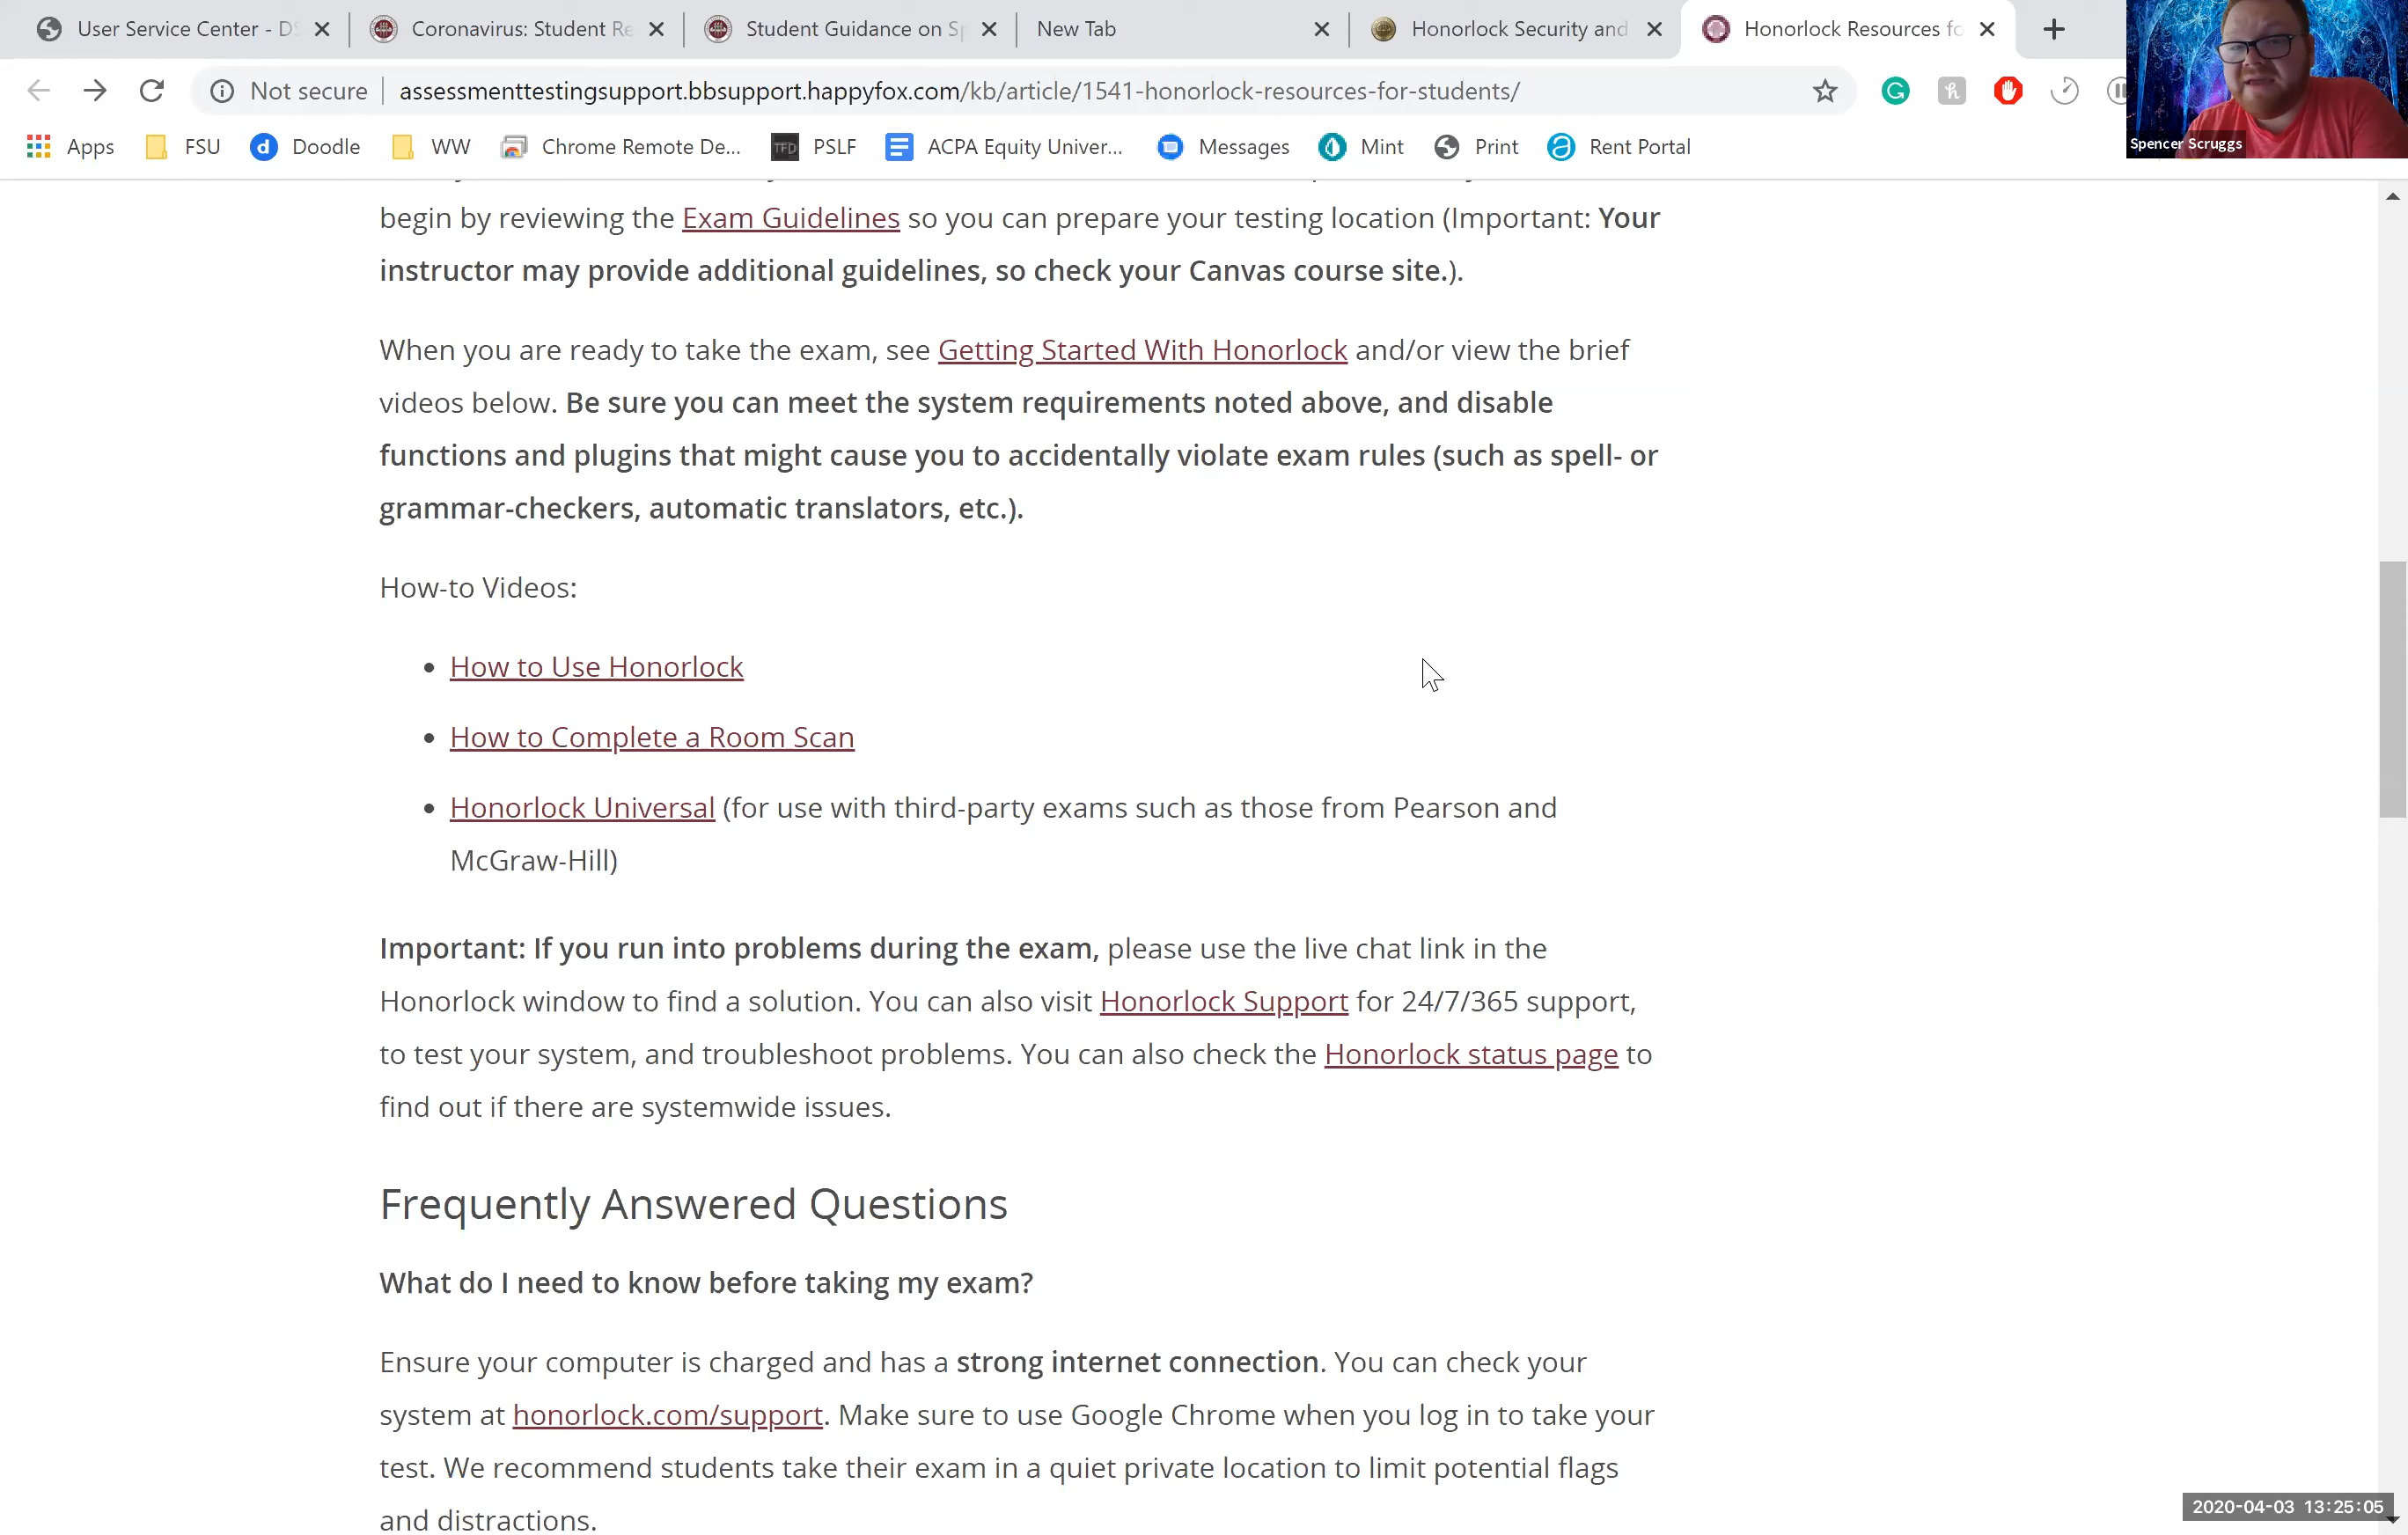 User Service Center - DS
Coronavirus: Student Re
Student Guidance on Sp
New Tab
Honorlock Security and
Honorlock Resources fo
Not secure
assessmenttestingsupport.bbsupport.happyfox.com/kb/article/1541-honorlock-resources-for-students/
Apps
FSU
Doodle
WW
Chrome Remote De...
TFD
PSLF
ACPA Equity Univer...
Messages
Mint
Print
Rent Portal
Spencer Scruggs
begin by reviewing the Exam Guidelines so you can prepare your testing location (Important: Your
instructor may provide additional guidelines, so check your Canvas course site.).
When you are ready to take the exam, see Getting Started With Honorlock and/or view the brief
videos below. Be sure you can meet the system requirements noted above, and disable
functions and plugins that might cause you to accidentally violate exam rules (such as spell- or
grammar-checkers, automatic translators, etc.).
How-to Videos:
• How to Use Honorlock
• How to Complete a Room Scan
• Honorlock Universal (for use with third-party exams such as those from Pearson and
McGraw-Hill)
Important: If you run into problems during the exam, please use the live chat link in the
Honorlock window to find a solution. You can also visit Honorlock Support for 24/7/365 support,
to test your system, and troubleshoot problems. You can also check the Honorlock status page to
find out if there are systemwide issues.
Frequently Answered Questions
What do I need to know before taking my exam?
Ensure your computer is charged and has a strong internet connection. You can check your
system at honorlock.com/support. Make sure to use Google Chrome when you log in to take your
test. We recommend students take their exam in a quiet private location to limit potential flags
and distractions.
2020-04-03 13:25:05